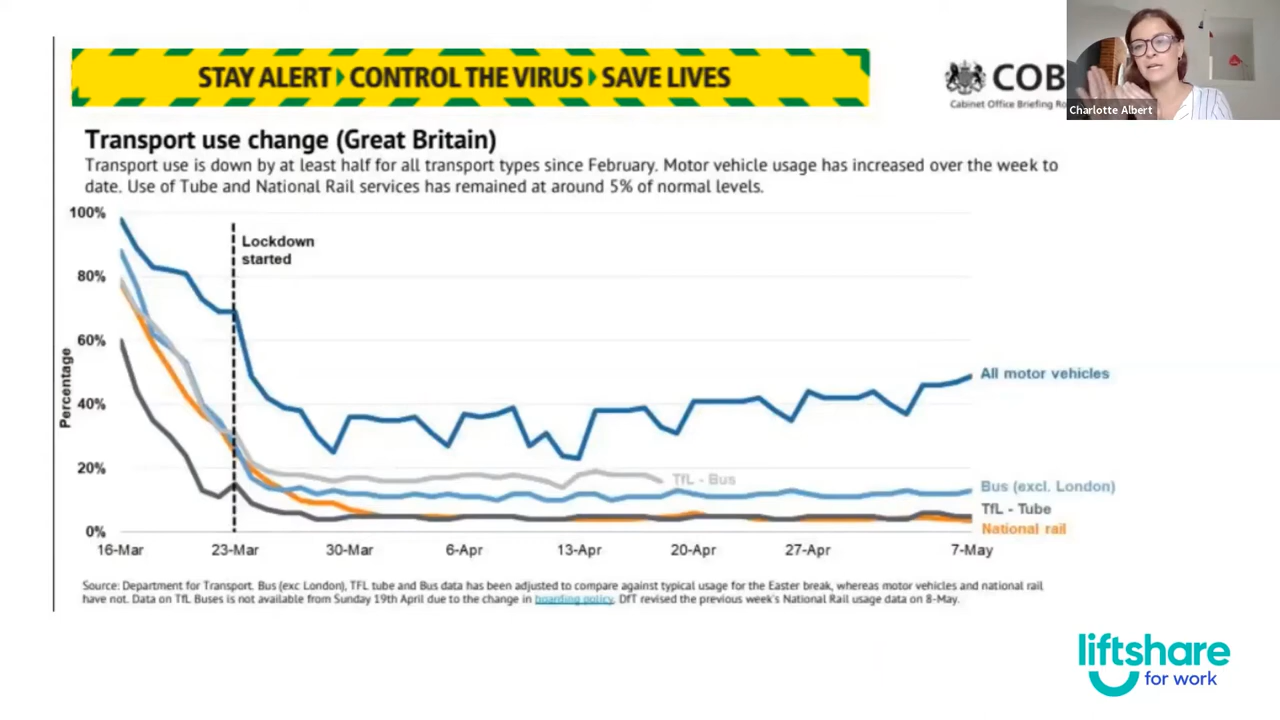 STAY ALERT CONTROL THE VIRUS SAVE LIVES
Charlotte Albert
Cabinet Office Briefing
Transport use change (Great Britain)
Transport use is down by at least half for all transport types since February. Motor vehicle usage has increased over the week to
date. Use of Tube and National Rail services has remained at around 5% of normal levels.
Percentage
100%
80%
60%
40%
20%
0%
Lockdown
started
All motor vehicles
TfL - Bus
Bus (excl. London)
TfL - Tube
National rail
16-Mar 23-Mar 30-Mar 6-Apr 13-Apr 20-Apr 27-Apr 7-May
Source: Department for Transport. Bus (exc London), TFL tube and Bus data has been adjusted to compare against typical usage for the Easter break, whereas motor vehicles and national rail
have not. Data on TfL Buses is not available from Sunday 19th April due to the change in boarding policy. DfT revised the previous week's National Rail usage data on 8-May.
liftshare
for work